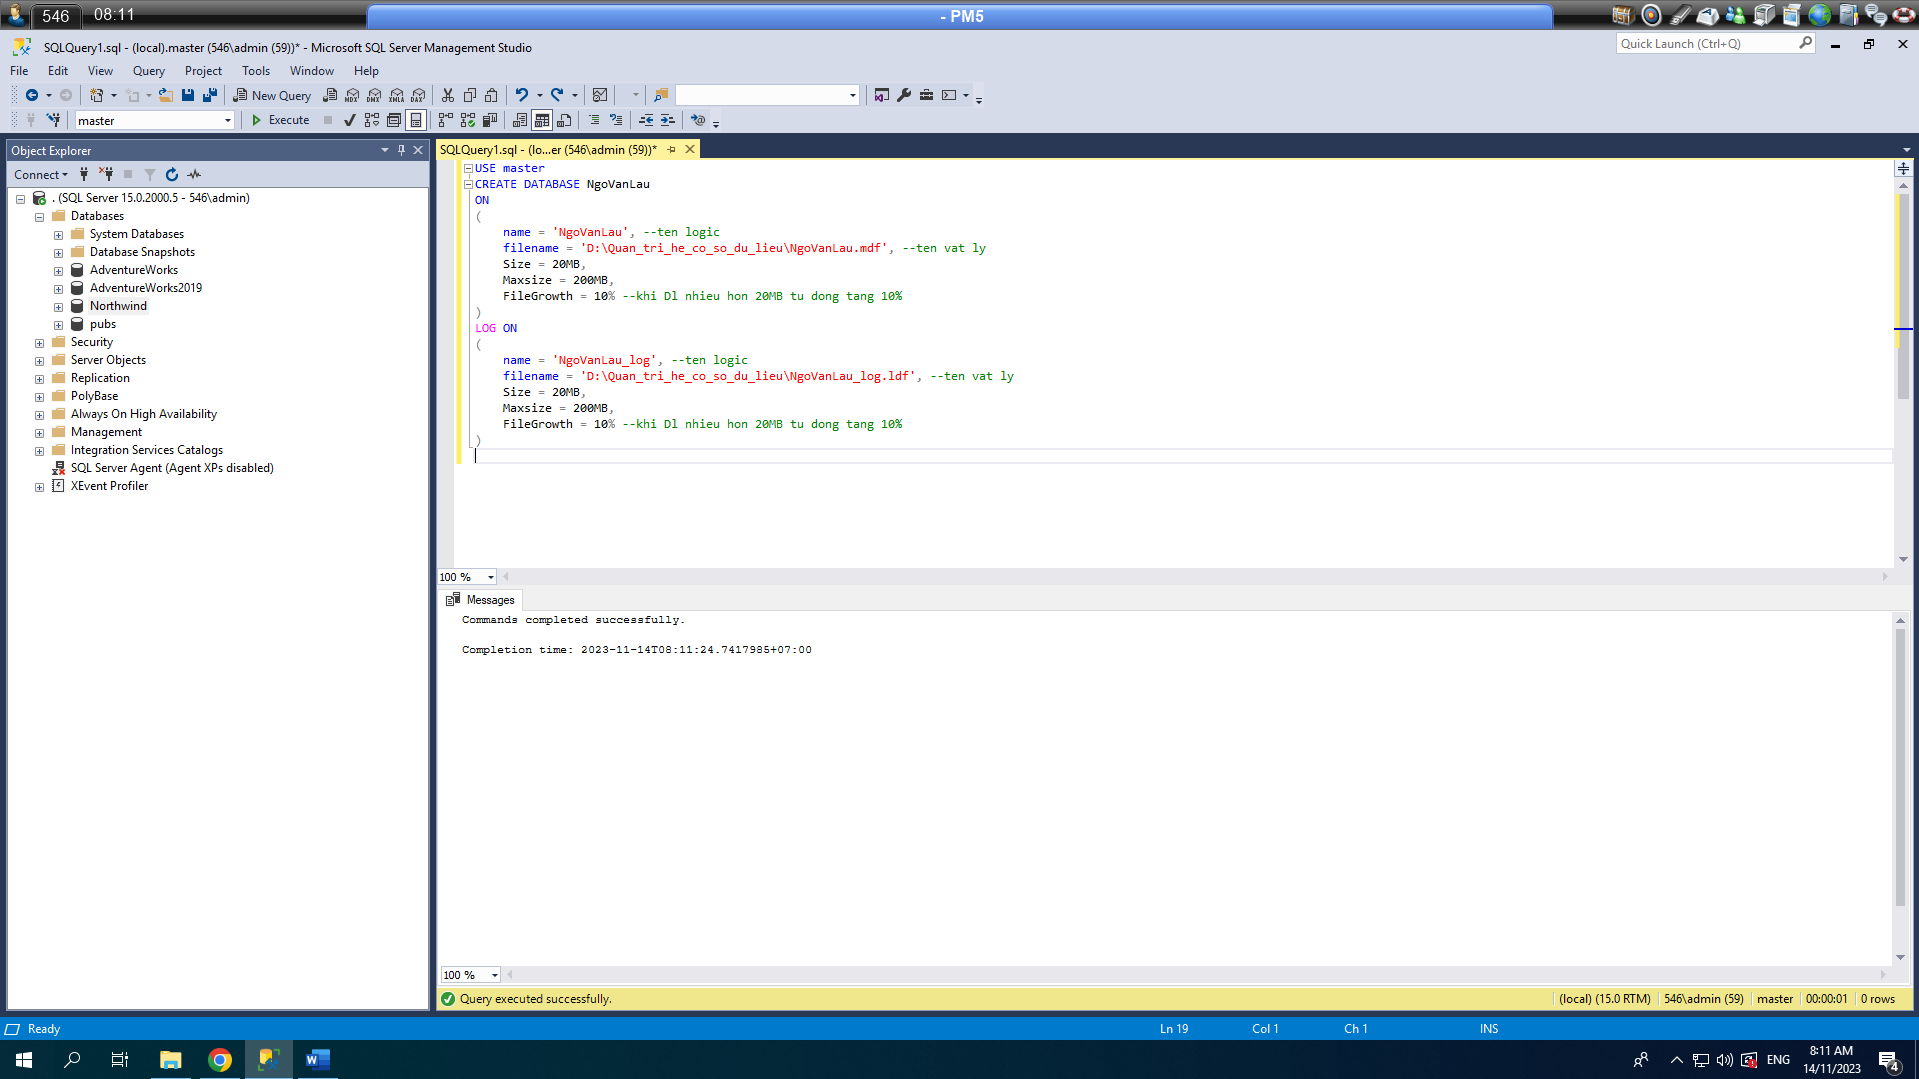 546 08:11 - PM5
SQLQuery1.sql - (local).master (546\admin (59))* - Microsoft SQL Server Management Studio
Quick Launch (Ctrl+Q)
File Edit View Query Project Tools Window Help
New Query MDX DMX XMLA DAX
master Execute
Object Explorer
Connect
. (SQL Server 15.0.2000.5 - 546\admin)
Databases
System Databases
Database Snapshots
AdventureWorks
AdventureWorks2019
Northwind
pubs
Security
Server Objects
Replication
PolyBase
Always On High Availability
Management
Integration Services Catalogs
SQL Server Agent (Agent XPs disabled)
XEvent Profiler
SQLQuery1.sql - (lo...er (546\admin (59))*
USE master
CREATE DATABASE NgoVanLau
ON
(
name = 'NgoVanLau', --ten logic
filename = 'D:\Quan_tri_he_co_so_du_lieu\NgoVanLau.mdf', --ten vat ly
Size = 20MB,
Maxsize = 200MB,
FileGrowth = 10% --khi Dl nhieu hon 20MB tu dong tang 10%
)
LOG ON
(
name = 'NgoVanLau_log', --ten logic
filename = 'D:\Quan_tri_he_co_so_du_lieu\NgoVanLau_log.ldf', --ten vat ly
Size = 20MB,
Maxsize = 200MB,
FileGrowth = 10% --khi Dl nhieu hon 20MB tu dong tang 10%
)
100 %
Messages
Commands completed successfully.
Completion time: 2023-11-14T08:11:24.7417985+07:00
100 %
Query executed successfully. (local) (15.0 RTM) 546\admin (59) master 00:00:01 0 rows
Ready Ln 19 Col 1 Ch 1 INS
ENG 8:11 AM
14/11/2023 4